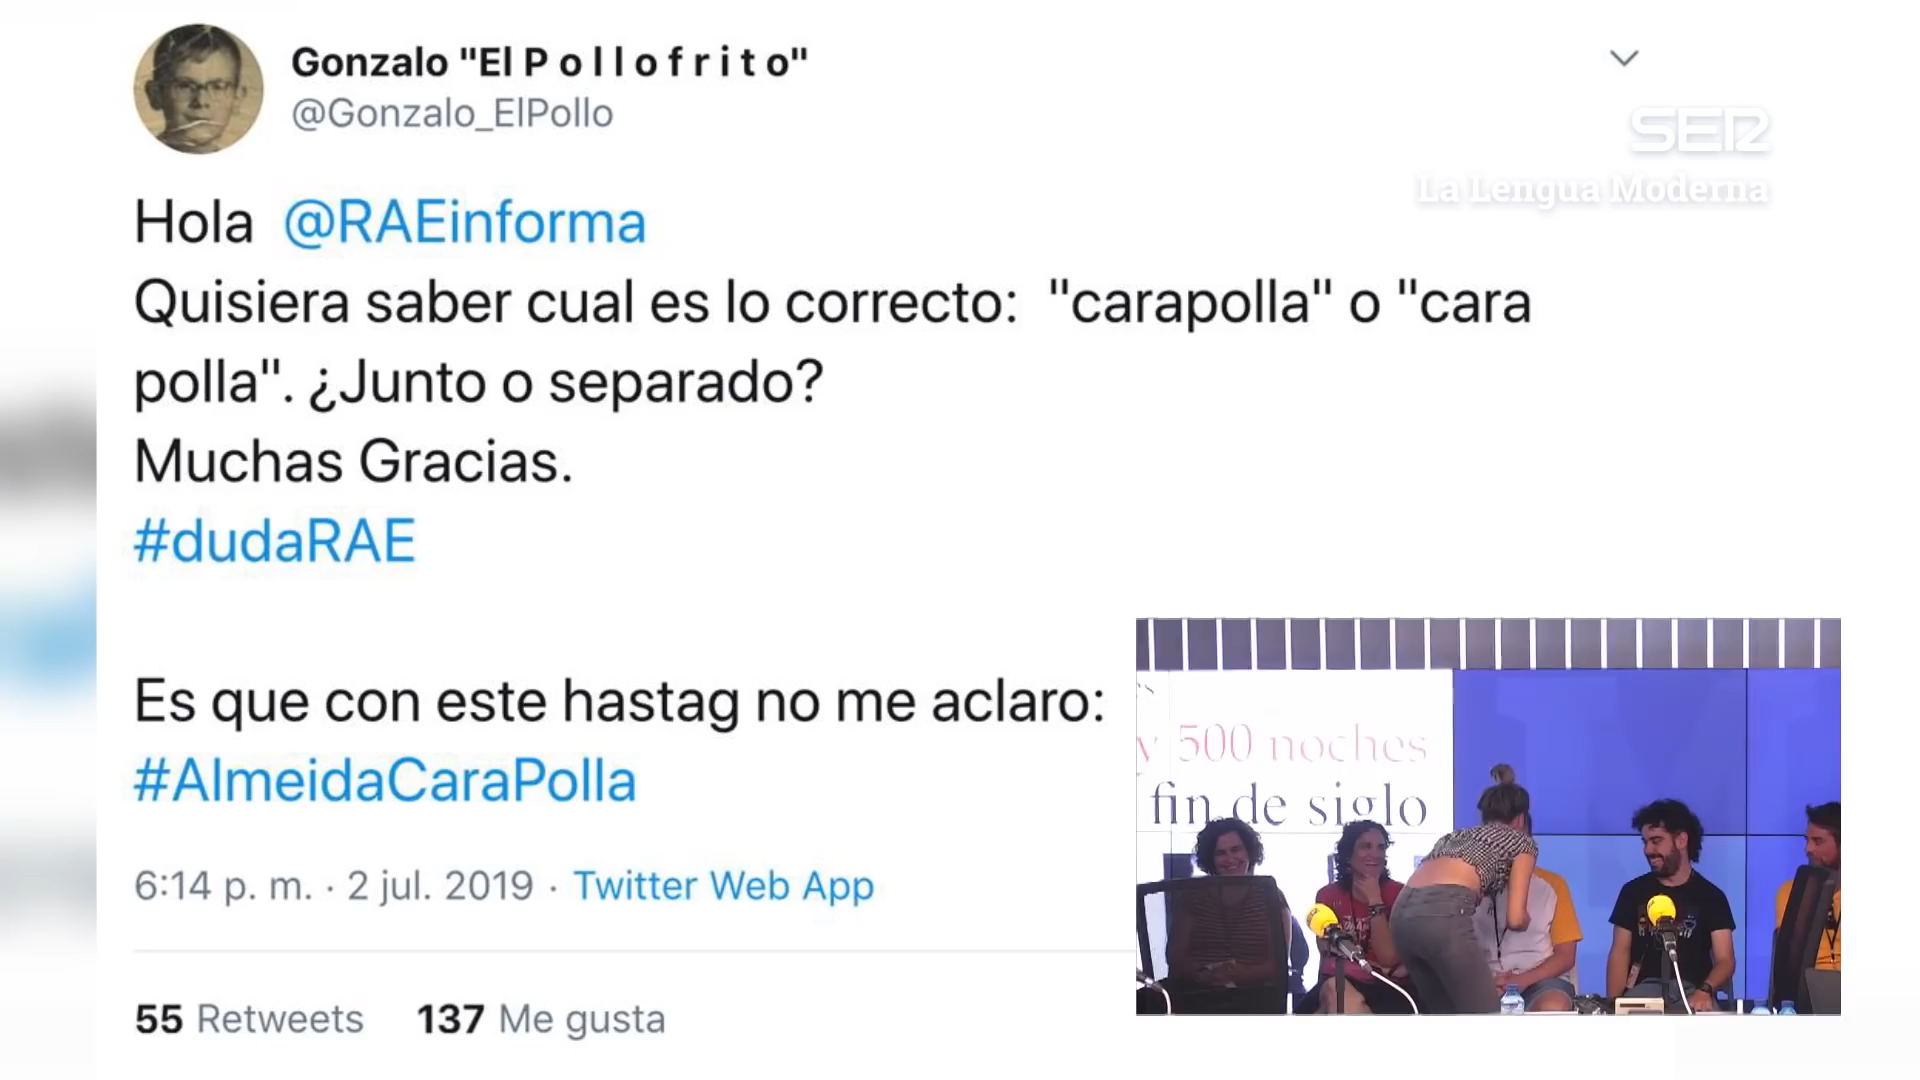 Gonzalo "El P o l l o f r i t o"
@Gonzalo_ElPollo
SER
La Lengua Moderna
Hola @RAEinforma
Quisiera saber cual es lo correcto: "carapolla" o "cara
polla". ¿Junto o separado?
Muchas Gracias.
#dudaRAE
Es que con este hastag no me aclaro:
#AlmeidaCaraPolla
6:14 p. m. · 2 jul. 2019 · Twitter Web App
55 Retweets 137 Me gusta
y 500 noches
fin de siglo